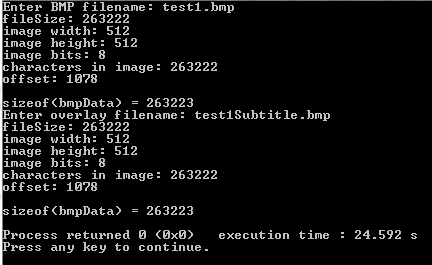 Enter BMP filename: test1.bmp
fileSize: 263222
image width: 512
image height: 512
image bits: 8
characters in image: 263222
offset: 1078
sizeof(bmpData) = 263223
Enter overlay filename: test1Subtitle.bmp
fileSize: 263222
image width: 512
image height: 512
image bits: 8
characters in image: 263222
offset: 1078
sizeof(bmpData) = 263223
Process returned 0 (0x0)   execution time : 24.592 s
Press any key to continue.